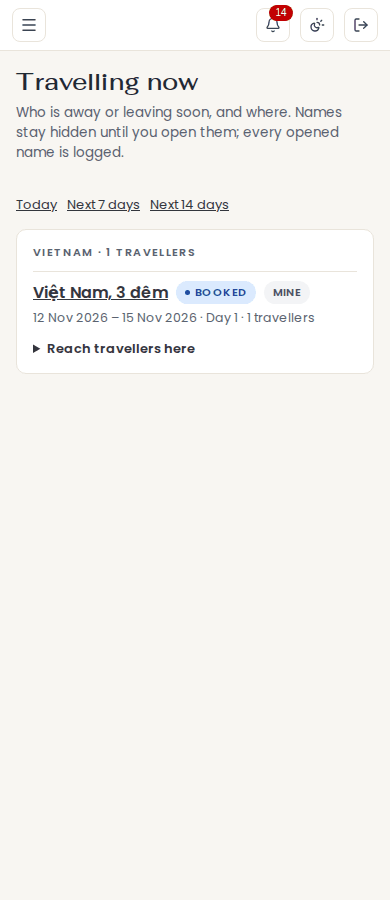 14
Travelling now
Who is away or leaving soon, and where. Names
stay hidden until you open them; every opened
name is logged.
Today Next 7 days Next 14 days
VIETNAM · 1 TRAVELLERS
Việt Nam, 3 đêm BOOKED MINE
12 Nov 2026 – 15 Nov 2026 · Day 1 · 1 travellers
Reach travellers here